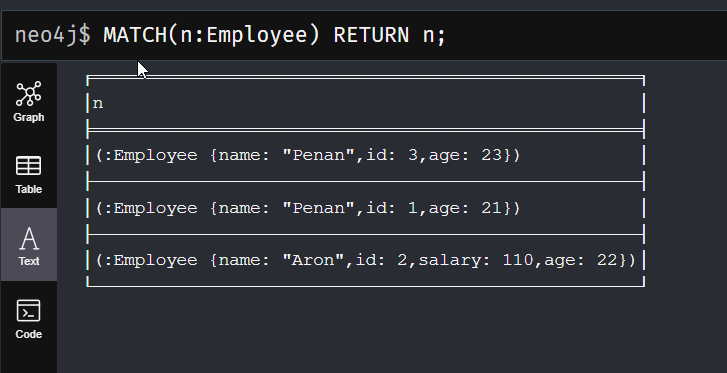 neo4j$ MATCH(n:Employee) RETURN n;
Graph
Table
Text
Code
n
(:Employee {name: "Penan",id: 3,age: 23})
(:Employee {name: "Penan",id: 1,age: 21})
(:Employee {name: "Aron",id: 2,salary: 110,age: 22})